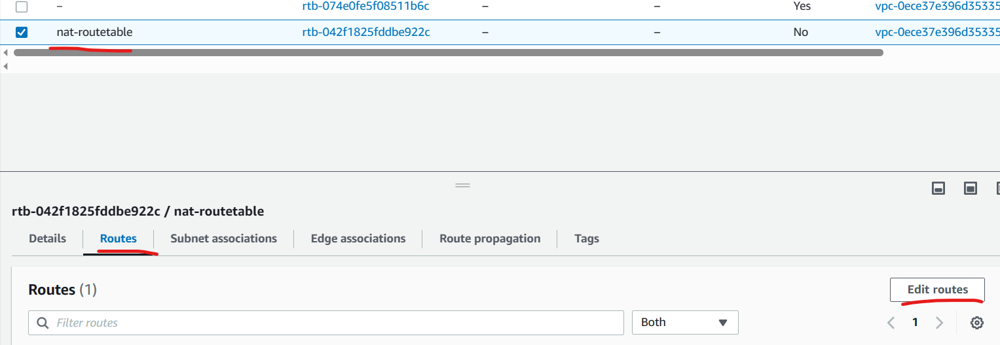 – rtb-074e0fe5f08511b6c – – Yes vpc-0ece37e396d35335
nat-routetable rtb-042f1825fddbe922c – – No vpc-0ece37e396d35335
rtb-042f1825fddbe922c / nat-routetable
Details Routes Subnet associations Edge associations Route propagation Tags
Routes (1) Edit routes
Filter routes Both 1